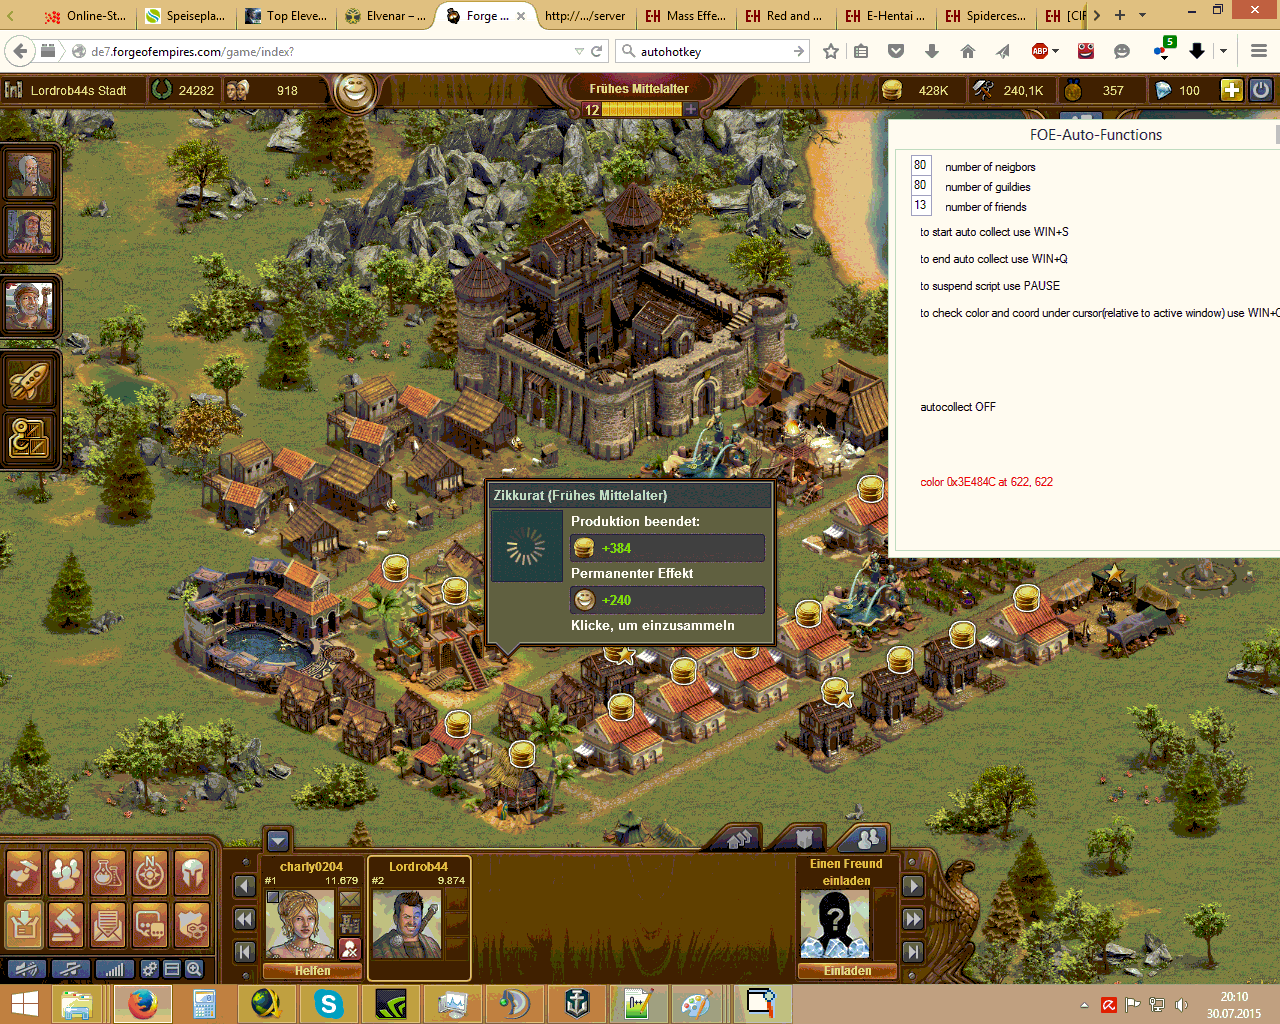 Online-St...
Speisepla...
Top Eleve...
Elvenar – ...
Forge ...
http:/.../server
Mass Effe...
Red and ...
E-Hentai ...
Spidercess...
[CIF
de7.forgeofempires.com/game/index?
autohotkey
ABP
5
Lordrob44s Stadt
24282
918
Frühes Mittelalter
12
428K
240,1K
357
100
FOE-Auto-Functions
80 number of neigbors
80 number of guildies
13 number of friends
to start auto collect use WIN+S
to end auto collect use WIN+Q
to suspend script use PAUSE
to check color and coord under cursor(relative to active window) use WIN+C
autocollect OFF
color 0x3E484C at 622, 622
Zikkurat (Frühes Mittelalter)
Produktion beendet:
+384
Permanenter Effekt
+240
Klicke, um einzusammeln
charly0204
#1 11.679
Helfen
Lordrob44
#2 9.874
Einen Freund
einladen
?
Einladen
20:10
30.07.2015